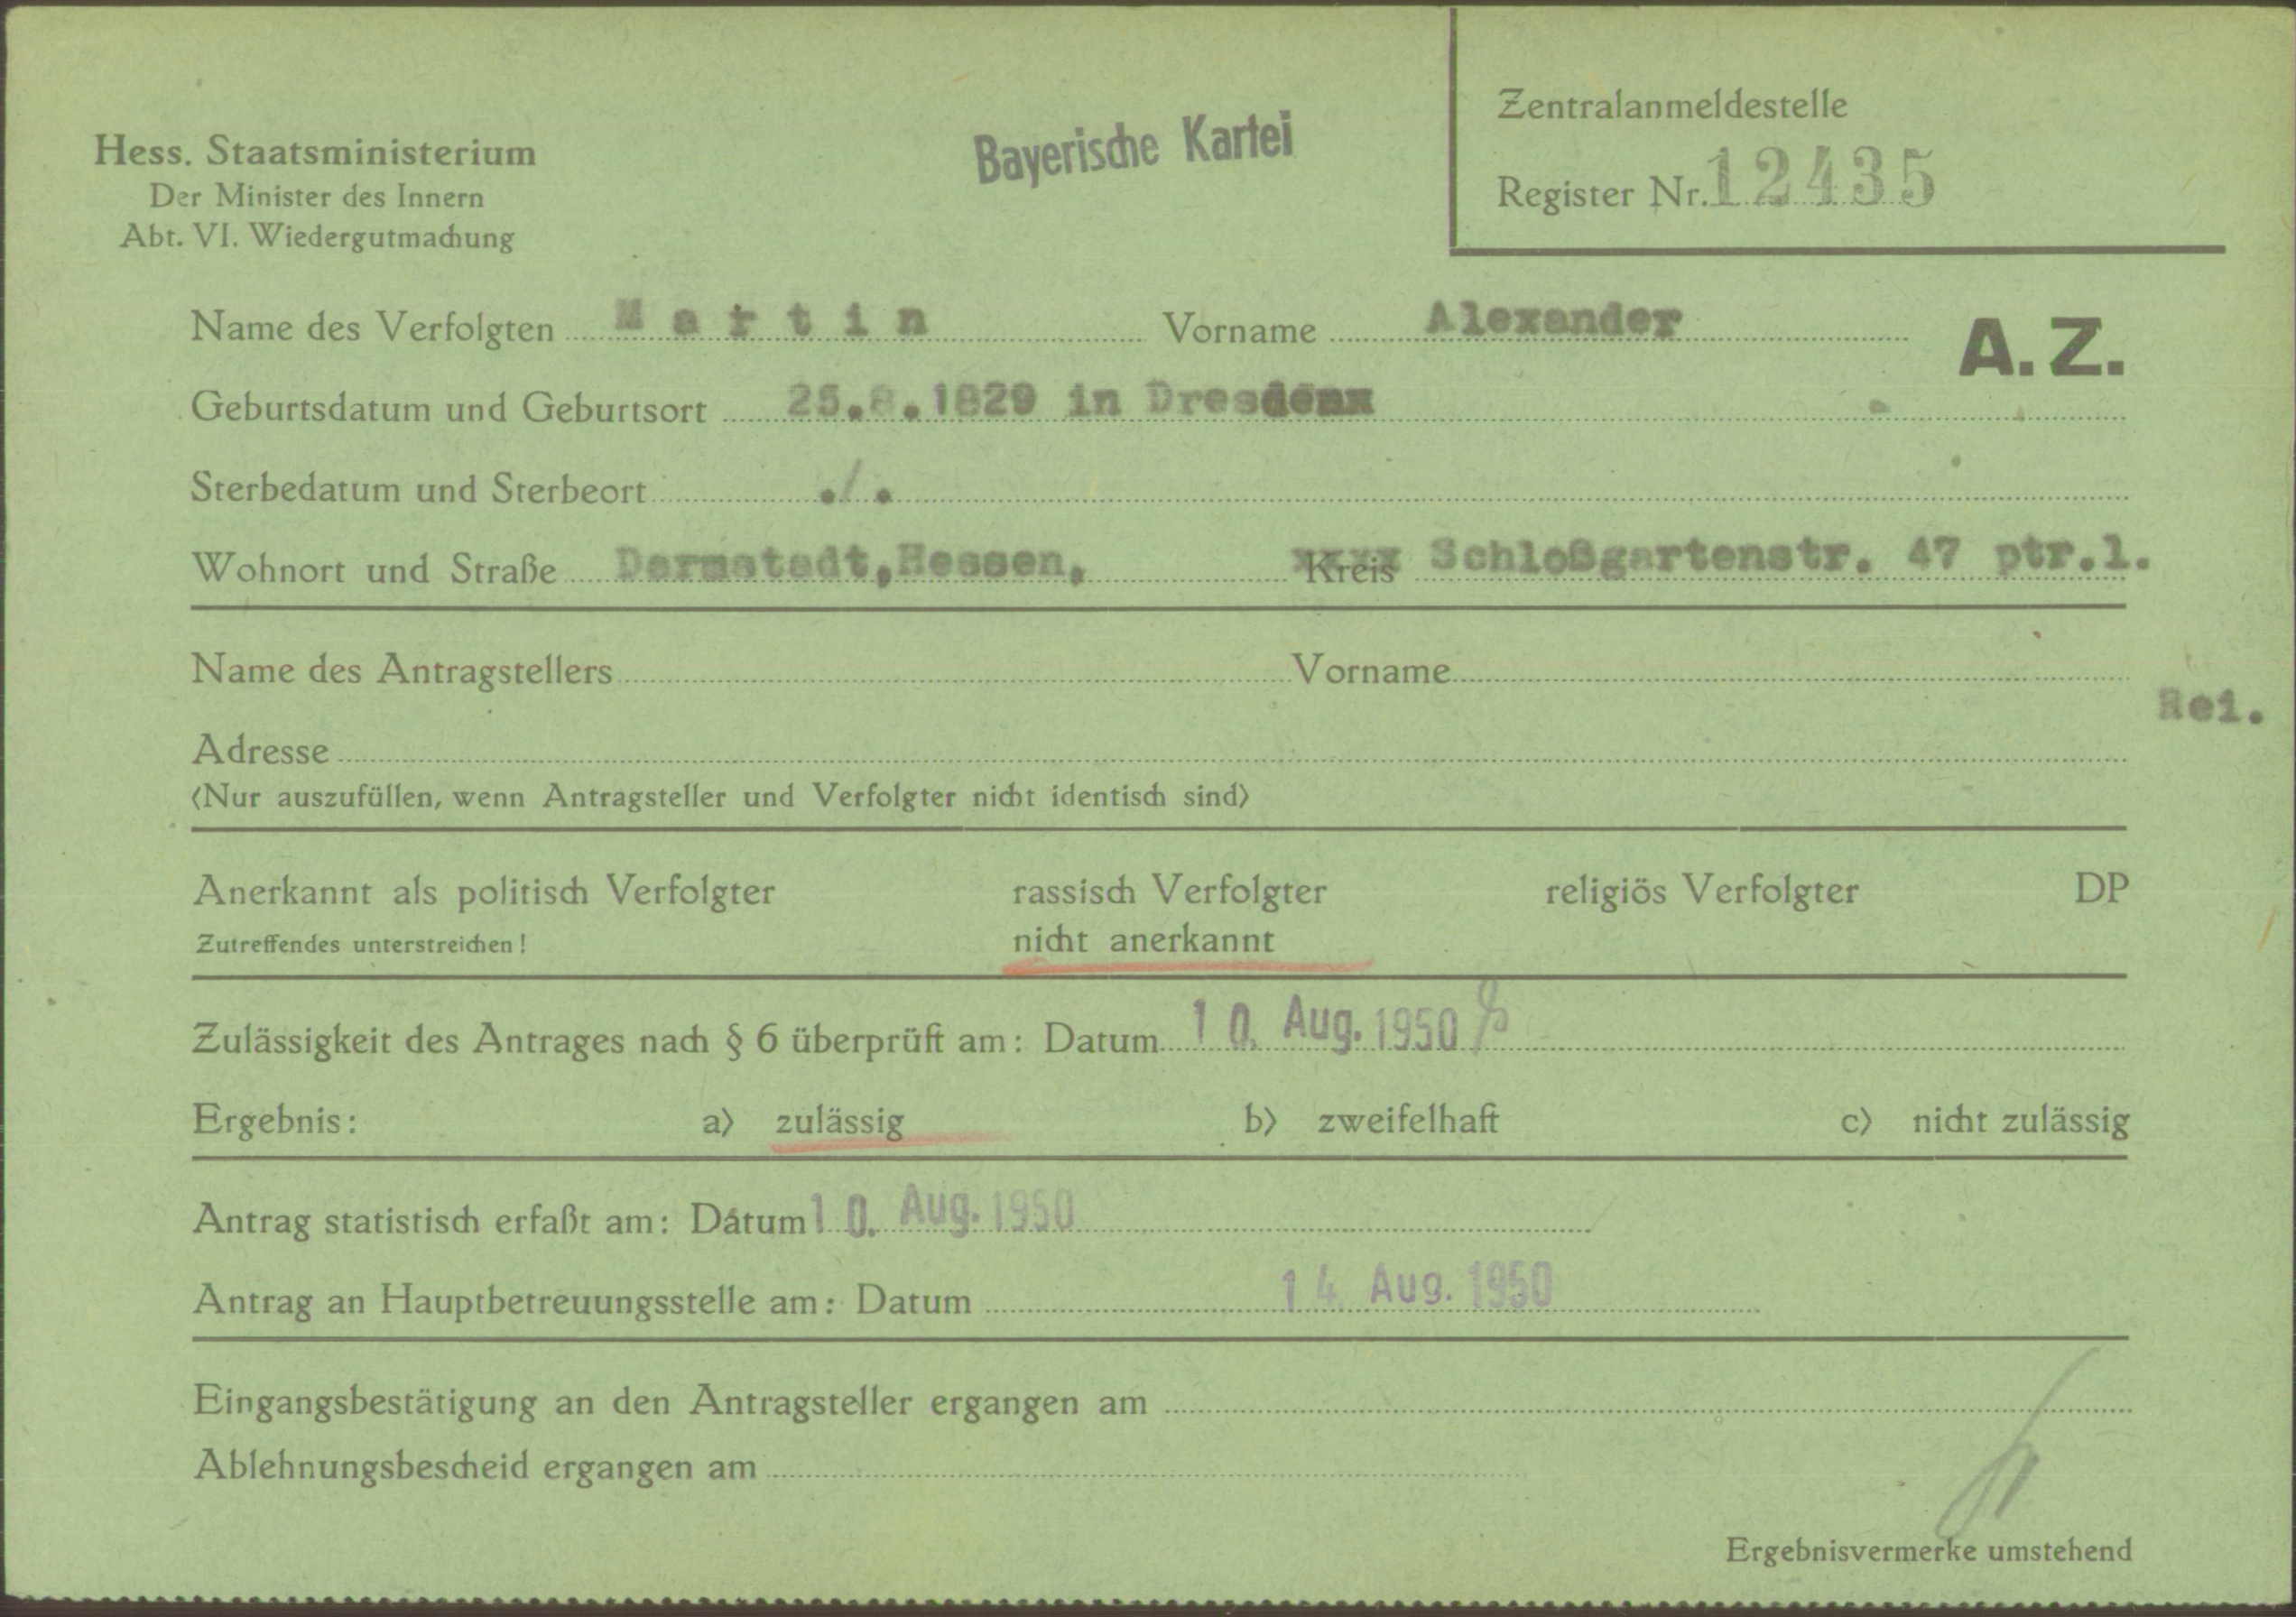 Zentralanmeldestelle
Hess. Staatsministerium
Bayerische Kartei
Register Nr. 12435
Der Minister des Innern
Abt. VI. Wiedergutmachung
Name des Verfolgten Martin Vorname Alexander A.Z.
Geburtsdatum und Geburtsort 25.8.1829 in Dresdenx
Sterbedatum und Sterbeort ./.
Wohnort und Straße Darmstadt,Hessen, Kreis Schloßgartenstr. 47 ptr.l.
Name des Antragstellers Vorname
Rei.
Adresse
(Nur auszufüllen, wenn Antragsteller und Verfolgter nicht identisch sind)
Anerkannt als politisch Verfolgter rassisch Verfolgter religiös Verfolgter DP
Zutreffendes unterstreichen! nicht anerkannt
Zulässigkeit des Antrages nach § 6 überprüft am: Datum 10. Aug. 1950
Ergebnis: a) zulässig b) zweifelhaft c) nicht zulässig
Antrag statistisch erfaßt am: Datum 10. Aug. 1950
Antrag an Hauptbetreuungsstelle am: Datum 14. Aug. 1950
Eingangsbestätigung an den Antragsteller ergangen am
Ablehnungsbescheid ergangen am
Ergebnisvermerke umstehend